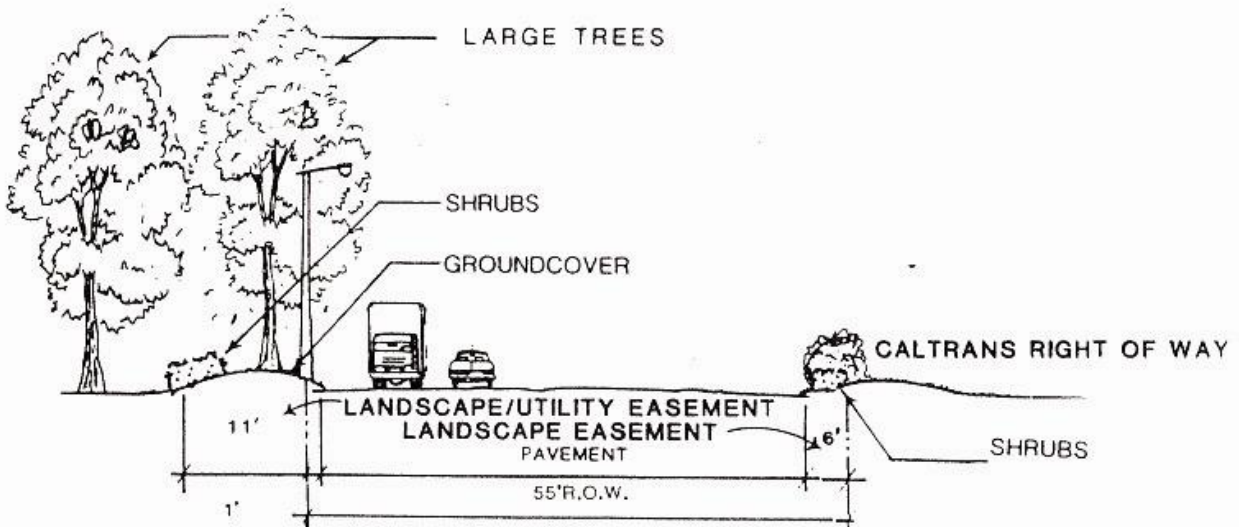 LARGE TREES
SHRUBS
GROUNDCOVER
CALTRANS RIGHT OF WAY
LANDSCAPE/UTILITY EASEMENT
11'
LANDSCAPE EASEMENT
6'
PAVEMENT
SHRUBS
55'R.O.W.
1'